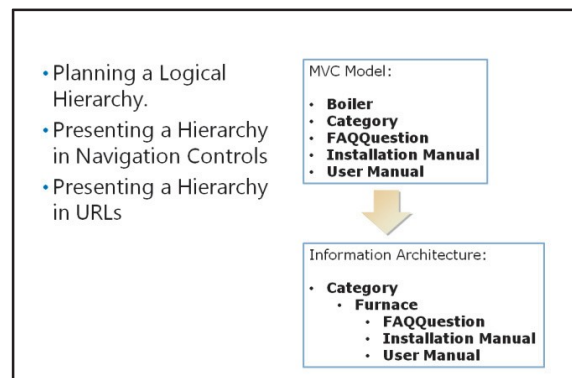 • Planning a Logical
Hierarchy.
• Presenting a Hierarchy
in Navigation Controls
• Presenting a Hierarchy
in URLs
MVC Model:
• Boiler
• Category
• FAQQuestion
• Installation Manual
• User Manual
Information Architecture:
• Category
• Furnace
• FAQQuestion
• Installation Manual
• User Manual